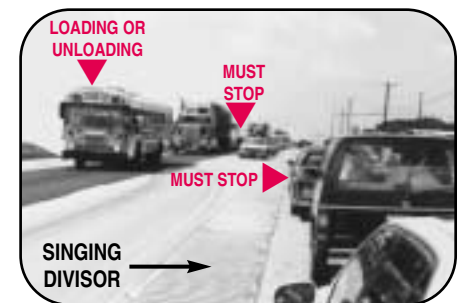 LOADING OR
UNLOADING
MUST
STOP
MUST STOP
SINGING
DIVISOR